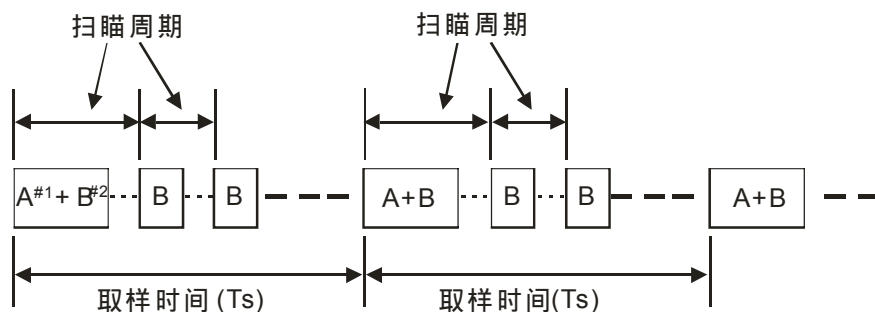 扫瞄周期 扫瞄周期
A#1+ B#2 B B A+B B B A+B
取样时间 (Ts) 取样时间(Ts)